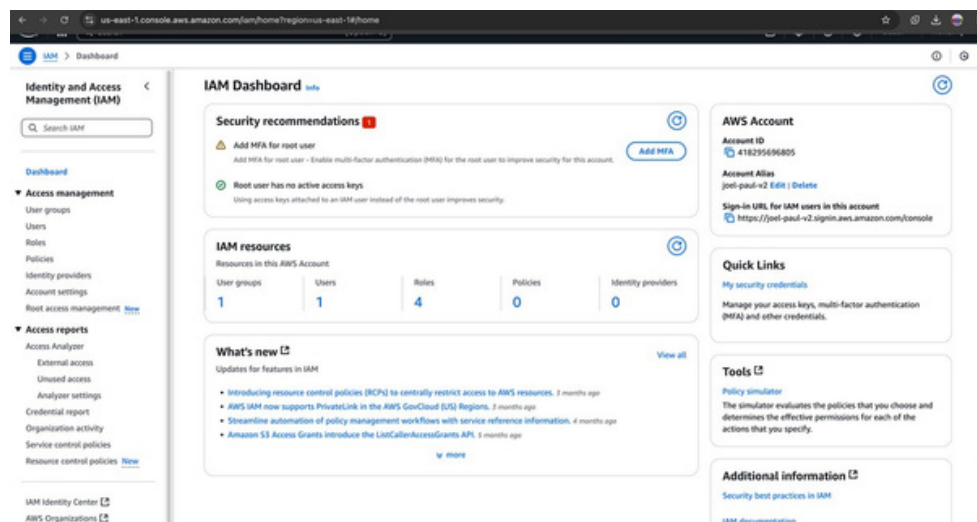 us-east-1.console.aws.amazon.com/iam/home?region=us-east-1#/home
IAM > Dashboard
Identity and Access
Management (IAM)
Search IAM
Dashboard
Access management
User groups
Users
Roles
Policies
Identity providers
Account settings
Root access management New
Access reports
Access Analyzer
External access
Unused access
Analyzer settings
Credential report
Organization activity
Service control policies
Resource control policies New
IAM Identity Center
AWS Organizations
IAM Dashboard Info
Security recommendations 1
Add MFA for root user
Add MFA for root user - Enable multi-factor authentication (MFA) for the root user to improve security for this account.
Add MFA
Root user has no active access keys
Using access keys attached to an IAM user instead of the root user improves security.
IAM resources
Resources in this AWS Account
User groups Users Roles Policies Identity providers
1 1 4 0 0
What's new
View all
Updates for features in IAM
Introducing resource control policies (RCPs) to centrally restrict access to AWS resources. 3 months ago
AWS IAM now supports PrivateLink in the AWS GovCloud (US) Regions. 3 months ago
Streamline automation of policy management workflows with service reference information. 4 months ago
Amazon S3 Access Grants introduce the ListCallerAccessGrants API. 5 months ago
more
AWS Account
Account ID
418295696805
Account Alias
joel-paul-v2 Edit | Delete
Sign-in URL for IAM users in this account
https://joel-paul-v2.signin.aws.amazon.com/console
Quick Links
My security credentials
Manage your access keys, multi-factor authentication
(MFA) and other credentials.
Tools
Policy simulator
The simulator evaluates the policies that you choose and
determines the effective permissions for each of the
actions that you specify.
Additional information
Security best practices in IAM
IAM documentation